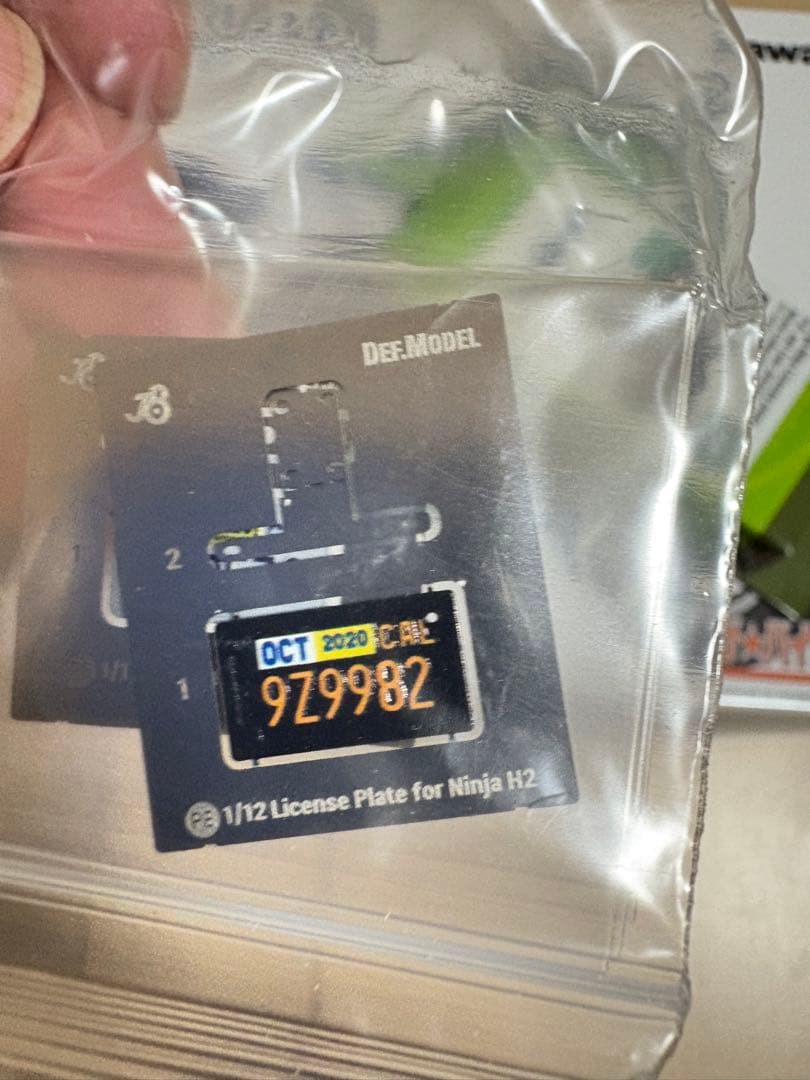 DEF.MODEL
2
OCT 2020 CAL
1
9Z9982
1/12 License Plate for Ninja H2